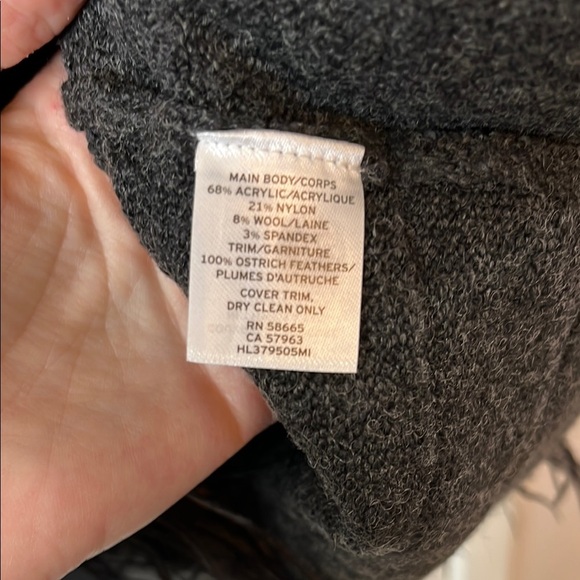 MAIN BODY/CORPS
68% ACRYLIC/ACRYLIQUE
21% NYLON
8% WOOL/LAINE
3% SPANDEX
TRIM/GARNITURE
100% OSTRICH FEATHERS/
PLUMES D'AUTRUCHE
COVER TRIM,
DRY CLEAN ONLY
RN 58665
CA 57963
HL379505MI